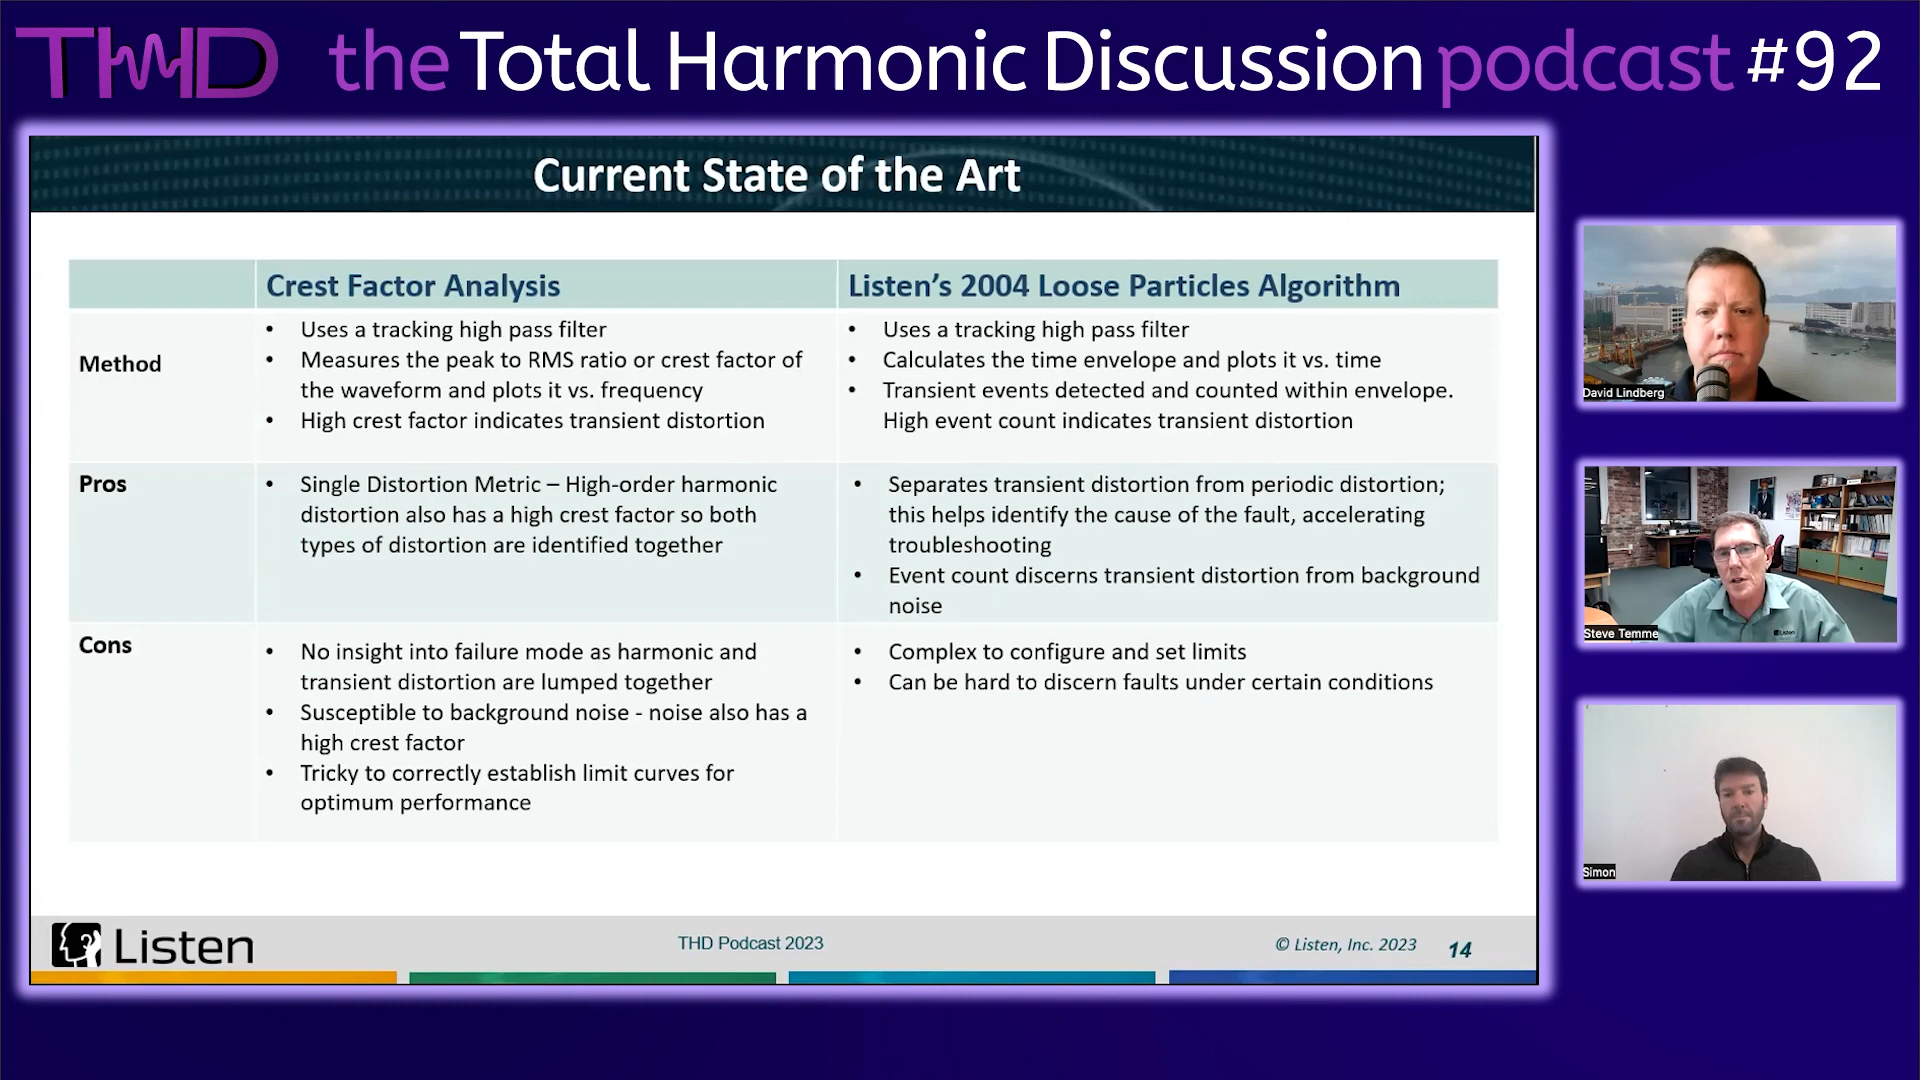 THD the Total Harmonic Discussion podcast #92
Current State of the Art
Crest Factor Analysis
Listen's 2004 Loose Particles Algorithm
Method
• Uses a tracking high pass filter
• Measures the peak to RMS ratio or crest factor of
the waveform and plots it vs. frequency
• High crest factor indicates transient distortion
• Uses a tracking high pass filter
• Calculates the time envelope and plots it vs. time
• Transient events detected and counted within envelope.
High event count indicates transient distortion
Pros
• Single Distortion Metric – High-order harmonic
distortion also has a high crest factor so both
types of distortion are identified together
• Separates transient distortion from periodic distortion;
this helps identify the cause of the fault, accelerating
troubleshooting
• Event count discerns transient distortion from background
noise
Cons
• No insight into failure mode as harmonic and
transient distortion are lumped together
• Susceptible to background noise - noise also has a
high crest factor
• Tricky to correctly establish limit curves for
optimum performance
• Complex to configure and set limits
• Can be hard to discern faults under certain conditions
Listen
THD Podcast 2023
© Listen, Inc. 2023
14
David Lindberg
Steve Temme
Listen
Simon